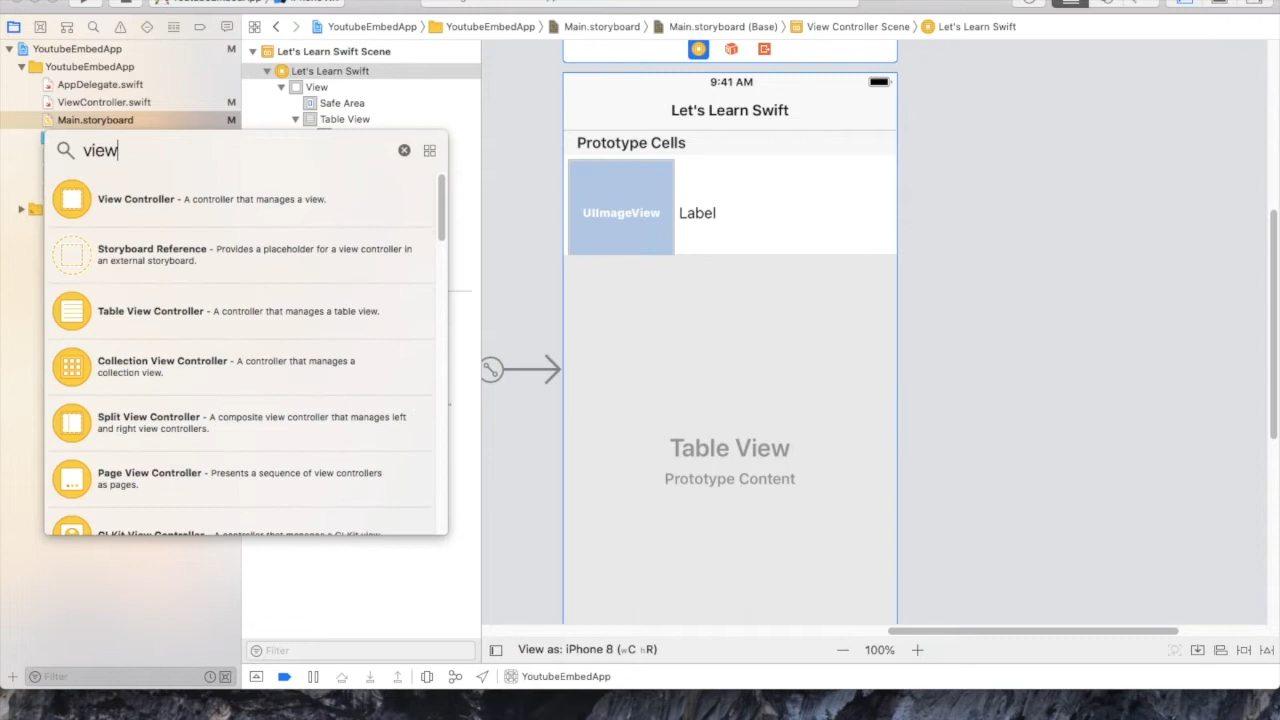 YoutubeEmbedApp
YoutubeEmbedApp
Main.storyboard
Main.storyboard (Base)
View Controller Scene
Let's Learn Swift
YoutubeEmbedApp M
YoutubeEmbedApp
AppDelegate.swift
ViewController.swift M
Main.storyboard M
Let's Learn Swift Scene
Let's Learn Swift
View
Safe Area
Table View
view
View Controller - A controller that manages a view.
Storyboard Reference - Provides a placeholder for a view controller in
an external storyboard.
Table View Controller - A controller that manages a table view.
Collection View Controller - A controller that manages a
collection view.
Split View Controller - A composite view controller that manages left
and right view controllers.
Page View Controller - Presents a sequence of view controllers
as pages.
9:41 AM
Let's Learn Swift
Prototype Cells
UIImageView
Label
Table View
Prototype Content
Filter
View as: iPhone 8 (wC hR)
100%
Filter
YoutubeEmbedApp